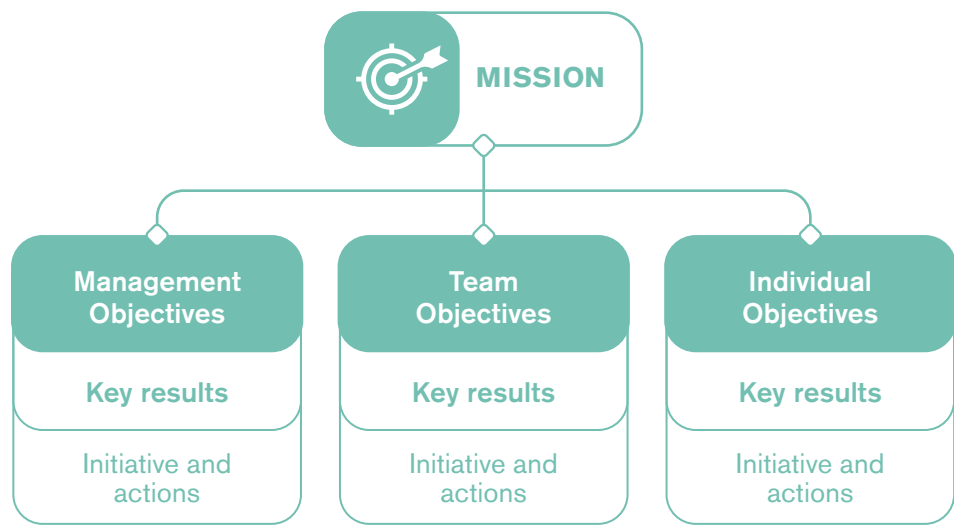 MISSION
Management
Objectives
Key results
Initiative and
actions
Team
Objectives
Key results
Initiative and
actions
Individual
Objectives
Key results
Initiative and
actions